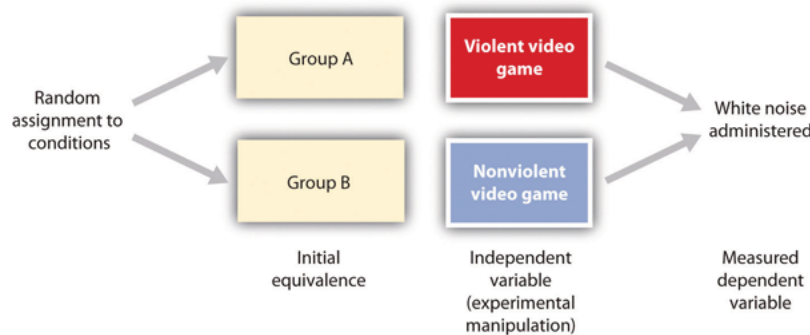 Random
assignment to
conditions
Group A
Group B
Initial
equivalence
Violent video
game
Nonviolent
video game
Independent
variable
(experimental
manipulation)
White noise
administered
Measured
dependent
variable